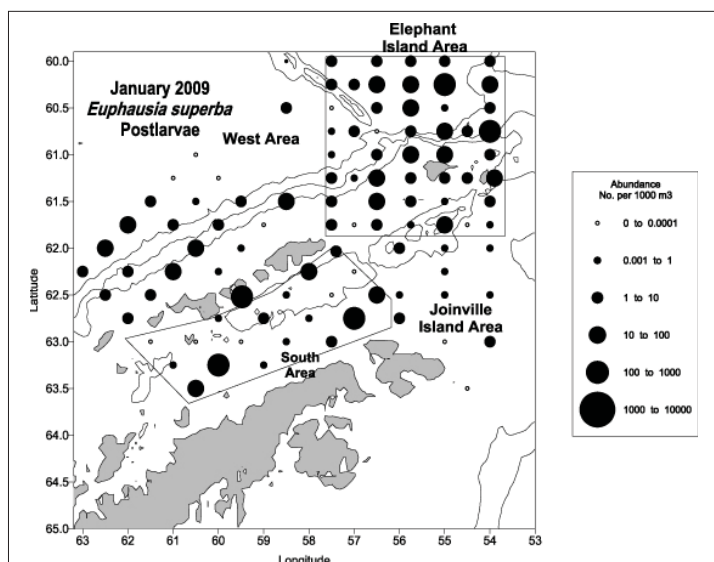 Elephant
Island Area
January 2009
Euphausia superba
Postlarvae
West Area
Joinville
Island Area
South
Area
Latitude
60.0
60.5
61.0
61.5
62.0
62.5
63.0
63.5
64.0
64.5
65.0
63 62 61 60 59 58 57 56 55 54 53
Longitude
Abundance
No. per 1000 m3
0 to 0.0001
0.001 to 1
1 to 10
10 to 100
100 to 1000
1000 to 10000